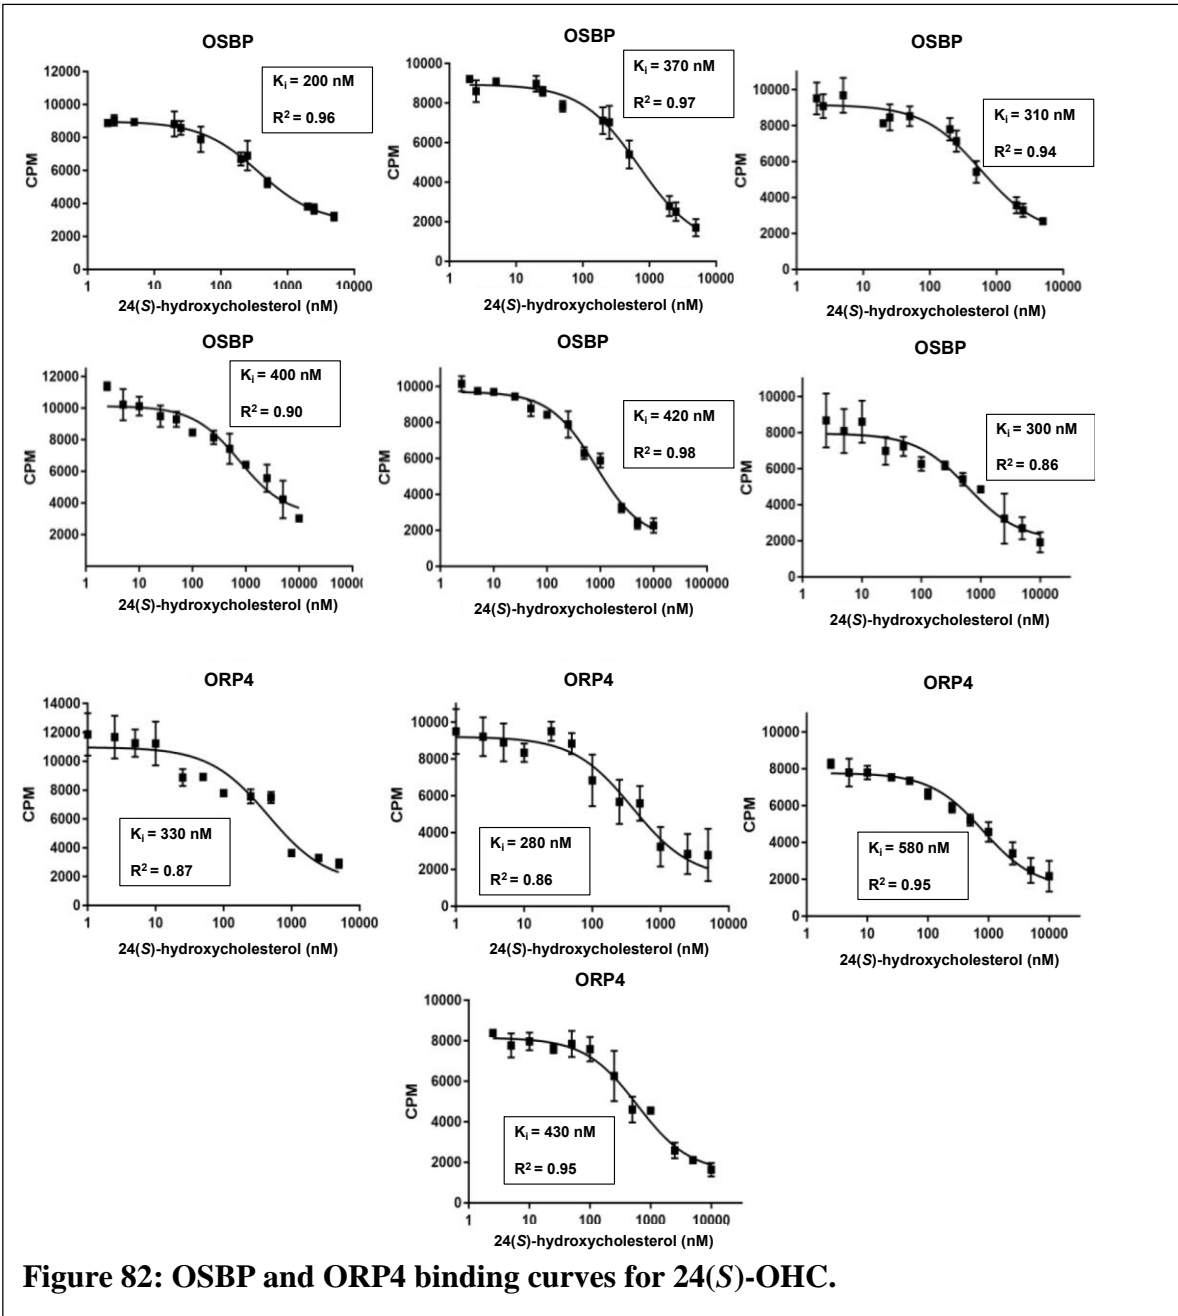 OSBP
12000
10000
8000
6000
4000
2000
0
CPM
Kᵢ = 200 nM
R² = 0.96
1 10 100 1000 10000
24(S)-hydroxycholesterol (nM)
OSBP
10000
8000
6000
4000
2000
0
CPM
Kᵢ = 370 nM
R² = 0.97
1 10 100 1000 10000
24(S)-hydroxycholesterol (nM)
OSBP
10000
8000
6000
4000
2000
0
CPM
Kᵢ = 310 nM
R² = 0.94
1 10 100 1000 10000
24(S)-hydroxycholesterol (nM)
OSBP
12000
10000
8000
6000
4000
2000
CPM
Kᵢ = 400 nM
R² = 0.90
1 10 100 1000 10000 100000
24(S)-hydroxycholesterol (nM)
OSBP
10000
8000
6000
4000
2000
0
CPM
Kᵢ = 420 nM
R² = 0.98
1 10 100 1000 10000 100000
24(S)-hydroxycholesterol (nM)
OSBP
10000
8000
6000
4000
2000
0
CPM
Kᵢ = 300 nM
R² = 0.86
1 10 100 1000 10000
24(S)-hydroxycholesterol (nM)
ORP4
14000
12000
10000
8000
6000
4000
2000
0
CPM
Kᵢ = 330 nM
R² = 0.87
1 10 100 1000 10000
24(S)-hydroxycholesterol (nM)
ORP4
10000
8000
6000
4000
2000
0
CPM
Kᵢ = 280 nM
R² = 0.86
1 10 100 1000 10000
24(S)-hydroxycholesterol (nM)
ORP4
10000
8000
6000
4000
2000
0
CPM
Kᵢ = 580 nM
R² = 0.95
1 10 100 1000 10000
24(S)-hydroxycholesterol (nM)
ORP4
10000
8000
6000
4000
2000
0
CPM
Kᵢ = 430 nM
R² = 0.95
1 10 100 1000 10000
24(S)-hydroxycholesterol (nM)
Figure 82: OSBP and ORP4 binding curves for 24(S)-OHC.